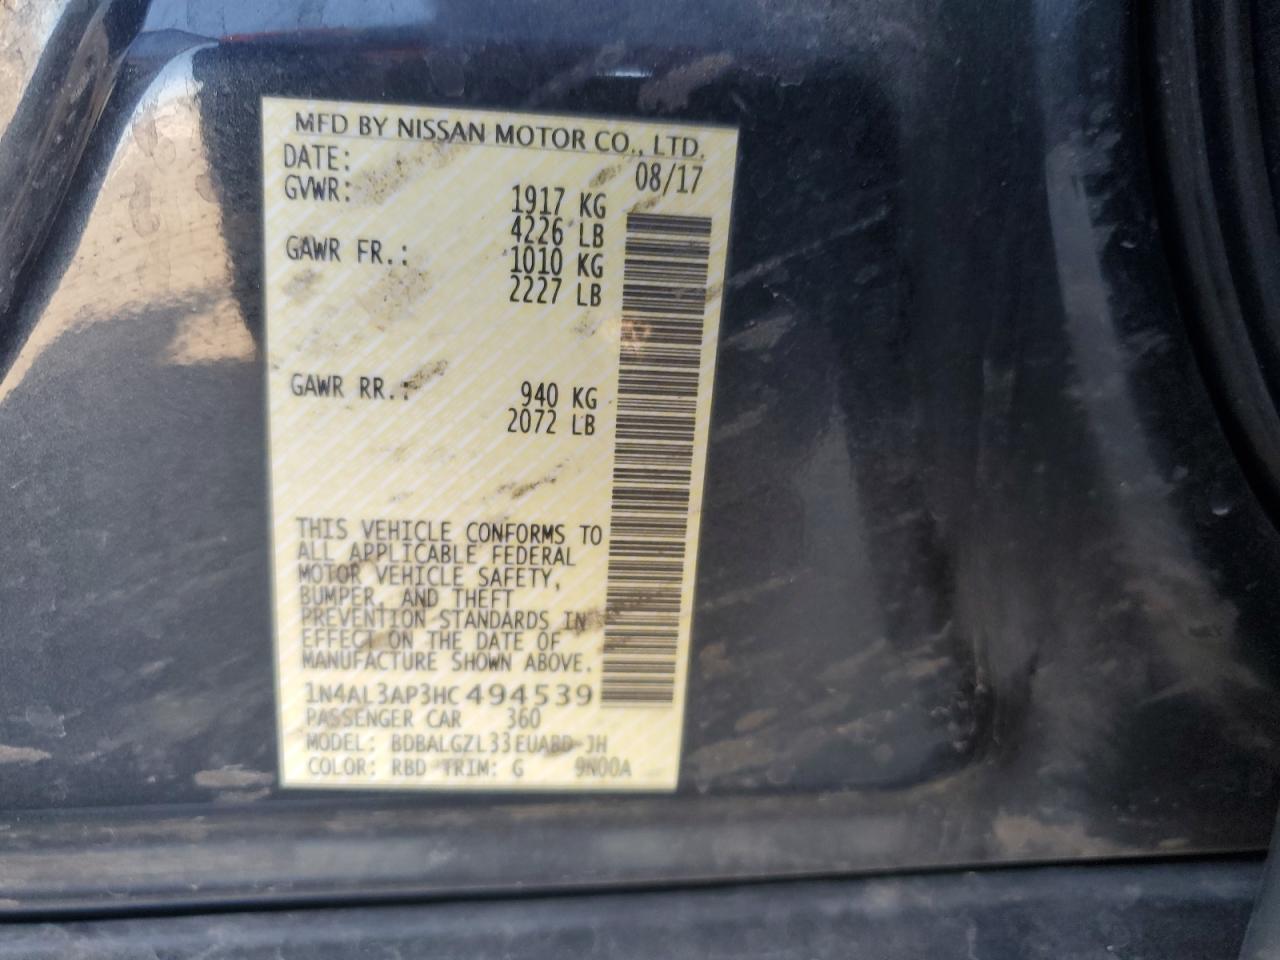 MFD BY NISSAN MOTOR CO., LTD.
DATE: 08/17
GVWR: 1917 KG
4226 LB
GAWR FR.: 1010 KG
2227 LB
GAWR RR.: 940 KG
2072 LB
THIS VEHICLE CONFORMS TO
ALL APPLICABLE FEDERAL
MOTOR VEHICLE SAFETY,
BUMPER, AND THEFT
PREVENTION STANDARDS IN
EFFECT ON THE DATE OF
MANUFACTURE SHOWN ABOVE.
1N4AL3AP3HC494539
PASSENGER CAR 360
MODEL: BDBALGZL33EUABD-JH
COLOR: RBD TRIM: G 9N00A